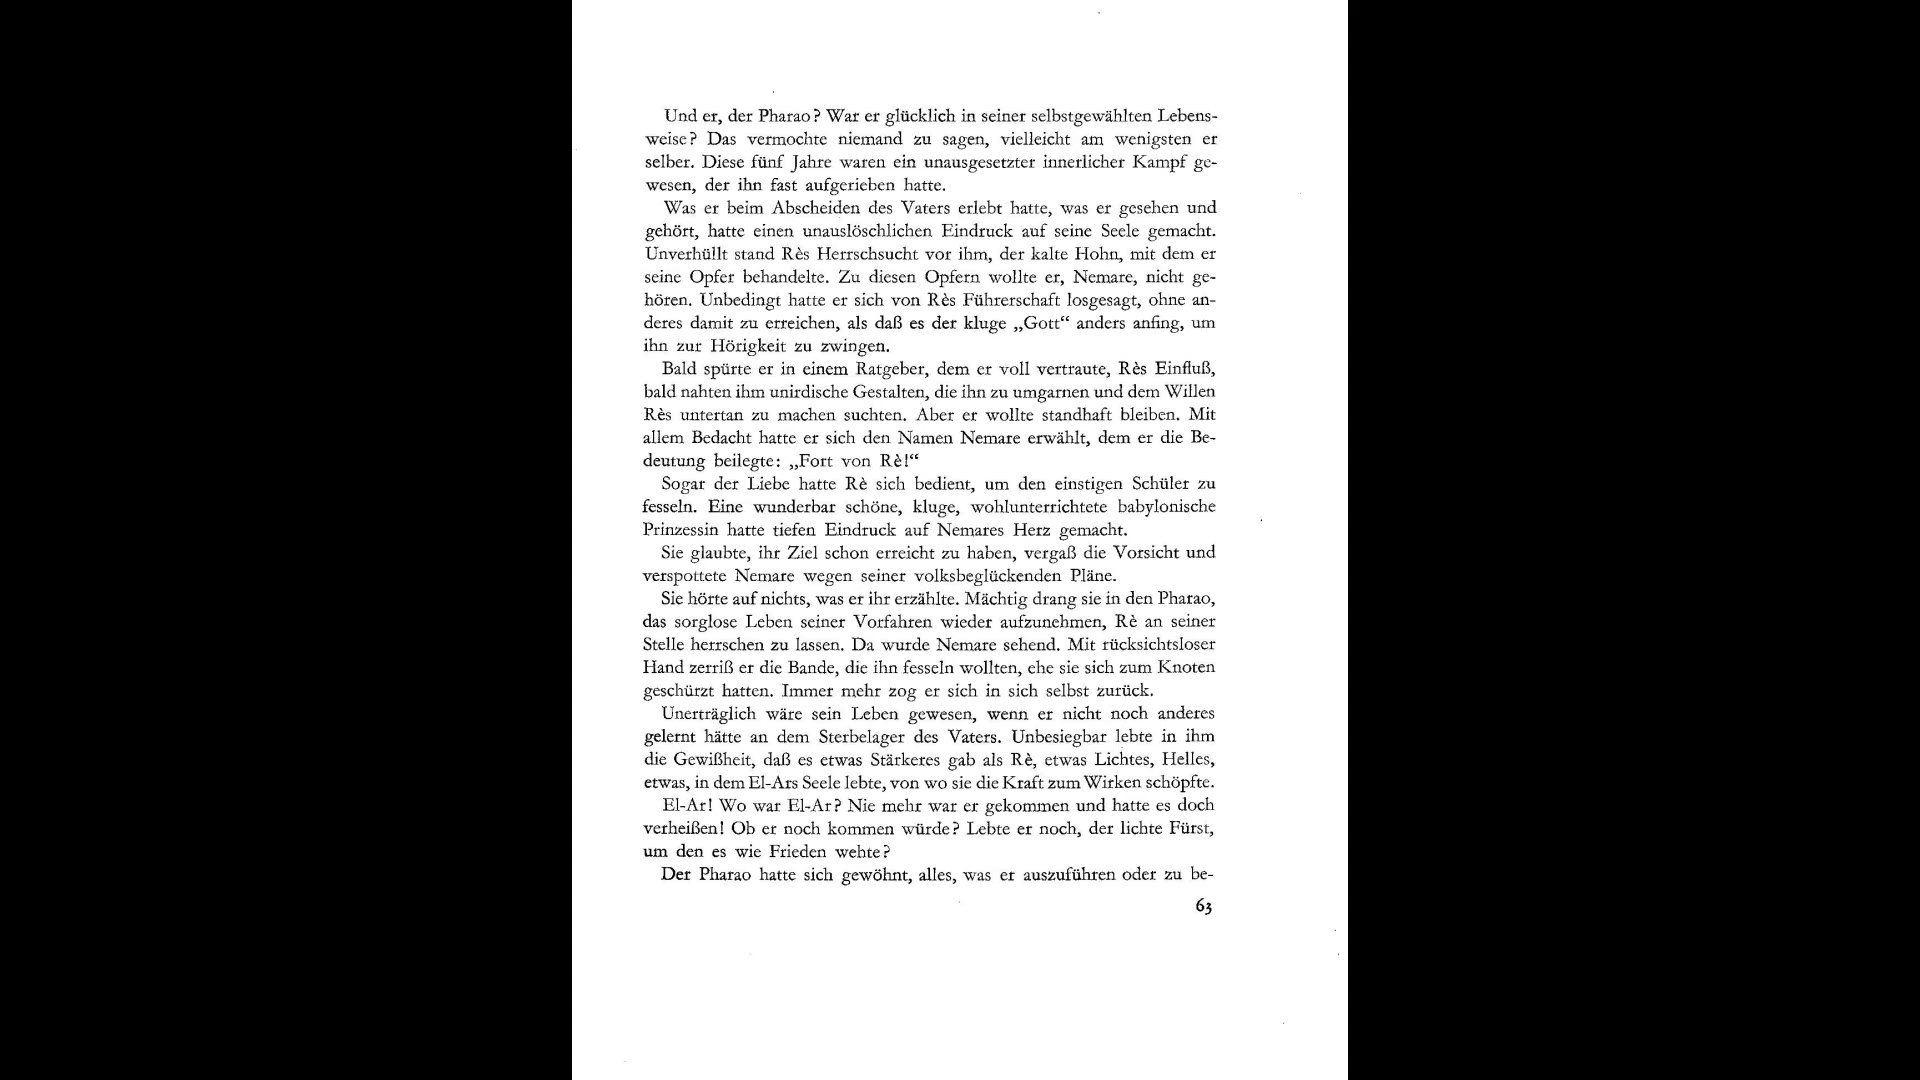 Und er, der Pharao? War er glücklich in seiner selbstgewählten Lebens-
weise? Das vermochte niemand zu sagen, vielleicht am wenigsten er
selber. Diese fünf Jahre waren ein unausgesetzter innerlicher Kampf ge-
wesen, der ihn fast aufgerieben hatte.
Was er beim Abscheiden des Vaters erlebt hatte, was er gesehen und
gehört, hatte einen unauslöschlichen Eindruck auf seine Seele gemacht.
Unverhüllt stand Rès Herrschsucht vor ihm, der kalte Hohn, mit dem er
seine Opfer behandelte. Zu diesen Opfern wollte er, Nemare, nicht ge-
hören. Unbedingt hatte er sich von Rès Führerschaft losgesagt, ohne an-
deres damit zu erreichen, als daß es der kluge „Gott“ anders anfing, um
ihn zur Hörigkeit zu zwingen.
Bald spürte er in einem Ratgeber, dem er voll vertraute, Rès Einfluß,
bald nahten ihm unirdische Gestalten, die ihn zu umgarnen und dem Willen
Rès untertan zu machen suchten. Aber er wollte standhaft bleiben. Mit
allem Bedacht hatte er sich den Namen Nemare erwählt, dem er die Be-
deutung beilegte: „Fort von Rè!“
Sogar der Liebe hatte Rè sich bedient, um den einstigen Schüler zu
fesseln. Eine wunderbar schöne, kluge, wohlunterrichtete babylonische
Prinzessin hatte tiefen Eindruck auf Nemares Herz gemacht.
Sie glaubte, ihr Ziel schon erreicht zu haben, vergaß die Vorsicht und
verspottete Nemare wegen seiner volksbeglückenden Pläne.
Sie hörte auf nichts, was er ihr erzählte. Mächtig drang sie in den Pharao,
das sorglose Leben seiner Vorfahren wieder aufzunehmen, Rè an seiner
Stelle herrschen zu lassen. Da wurde Nemare sehend. Mit rücksichtsloser
Hand zerriß er die Bande, die ihn fesseln wollten, ehe sie sich zum Knoten
geschürzt hatten. Immer mehr zog er sich in sich selbst zurück.
Unerträglich wäre sein Leben gewesen, wenn er nicht noch anderes
gelernt hätte an dem Sterbelager des Vaters. Unbesiegbar lebte in ihm
die Gewißheit, daß es etwas Stärkeres gab als Rè, etwas Lichtes, Helles,
etwas, in dem El-Ars Seele lebte, von wo sie die Kraft zum Wirken schöpfte.
El-Ar! Wo war El-Ar? Nie mehr war er gekommen und hatte es doch
verheißen! Ob er noch kommen würde? Lebte er noch, der lichte Fürst,
um den es wie Frieden wehte?
Der Pharao hatte sich gewöhnt, alles, was er auszuführen oder zu be-
63